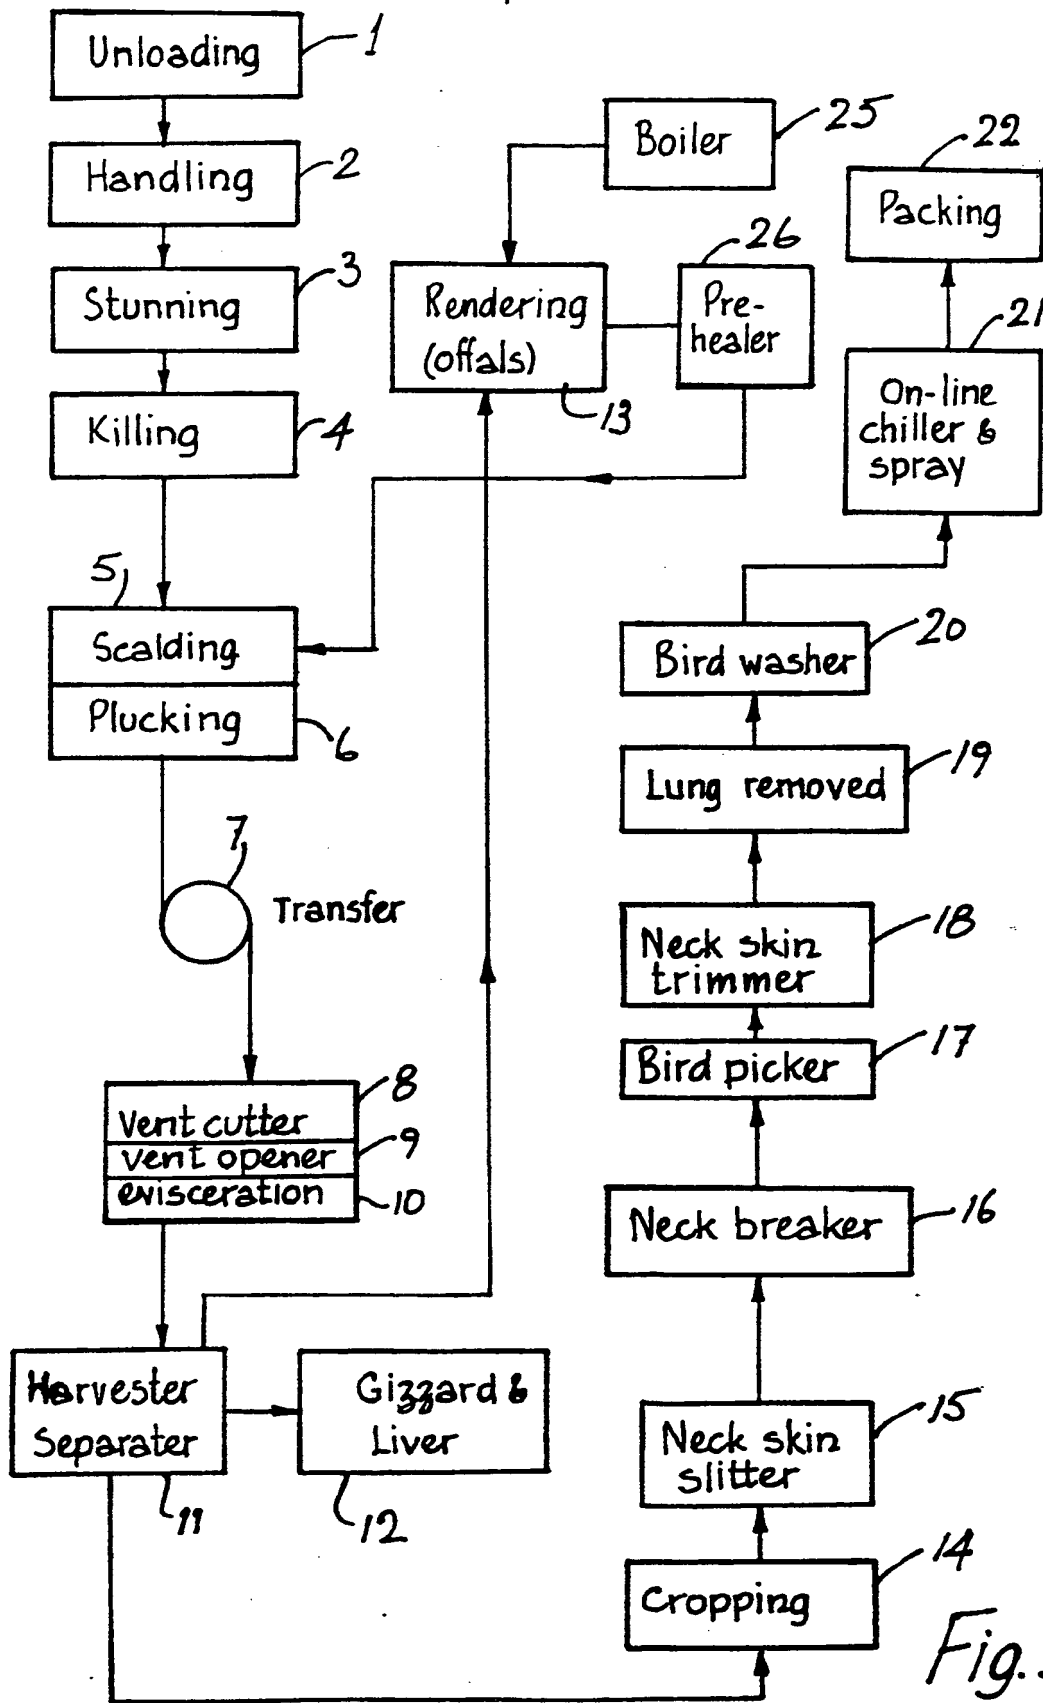 Unloading
1
Handling
2
Stunning
3
Killing
4
5
Scalding
Plucking
6
7
Transfer
8
Vent cutter
vent opener
9
evisceration
10
Harvester
Separater
11
Gizzard &
Liver
12
Boiler
25
Rendering
(offals)
13
26
Pre-
healer
22
Packing
21
On-line
chiller &
spray
20
Bird washer
19
Lung removed
18
Neck skin
trimmer
17
Bird picker
16
Neck breaker
15
Neck skin
slitter
14
Cropping
Fig..